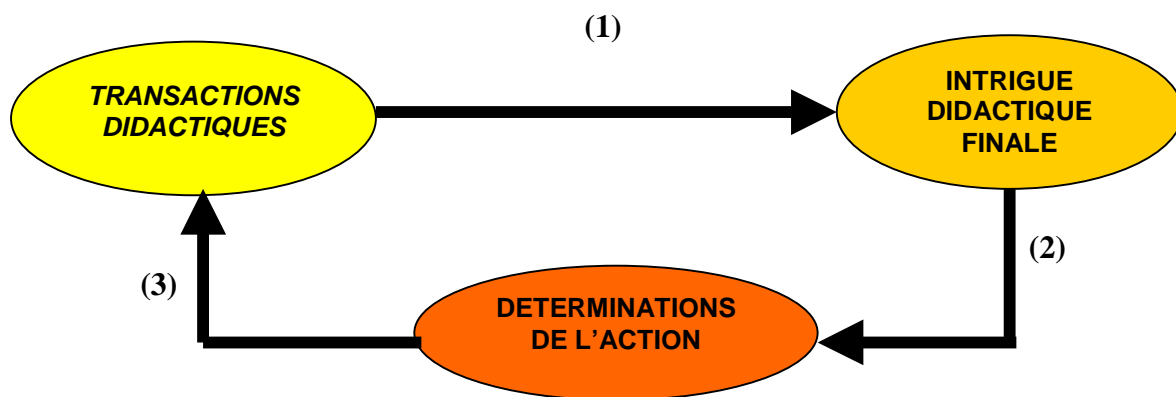 (1)
TRANSACTIONS
DIDACTIQUES
INTRIGUE
DIDACTIQUE
FINALE
(2)
(3)
DETERMINATIONS
DE L’ACTION